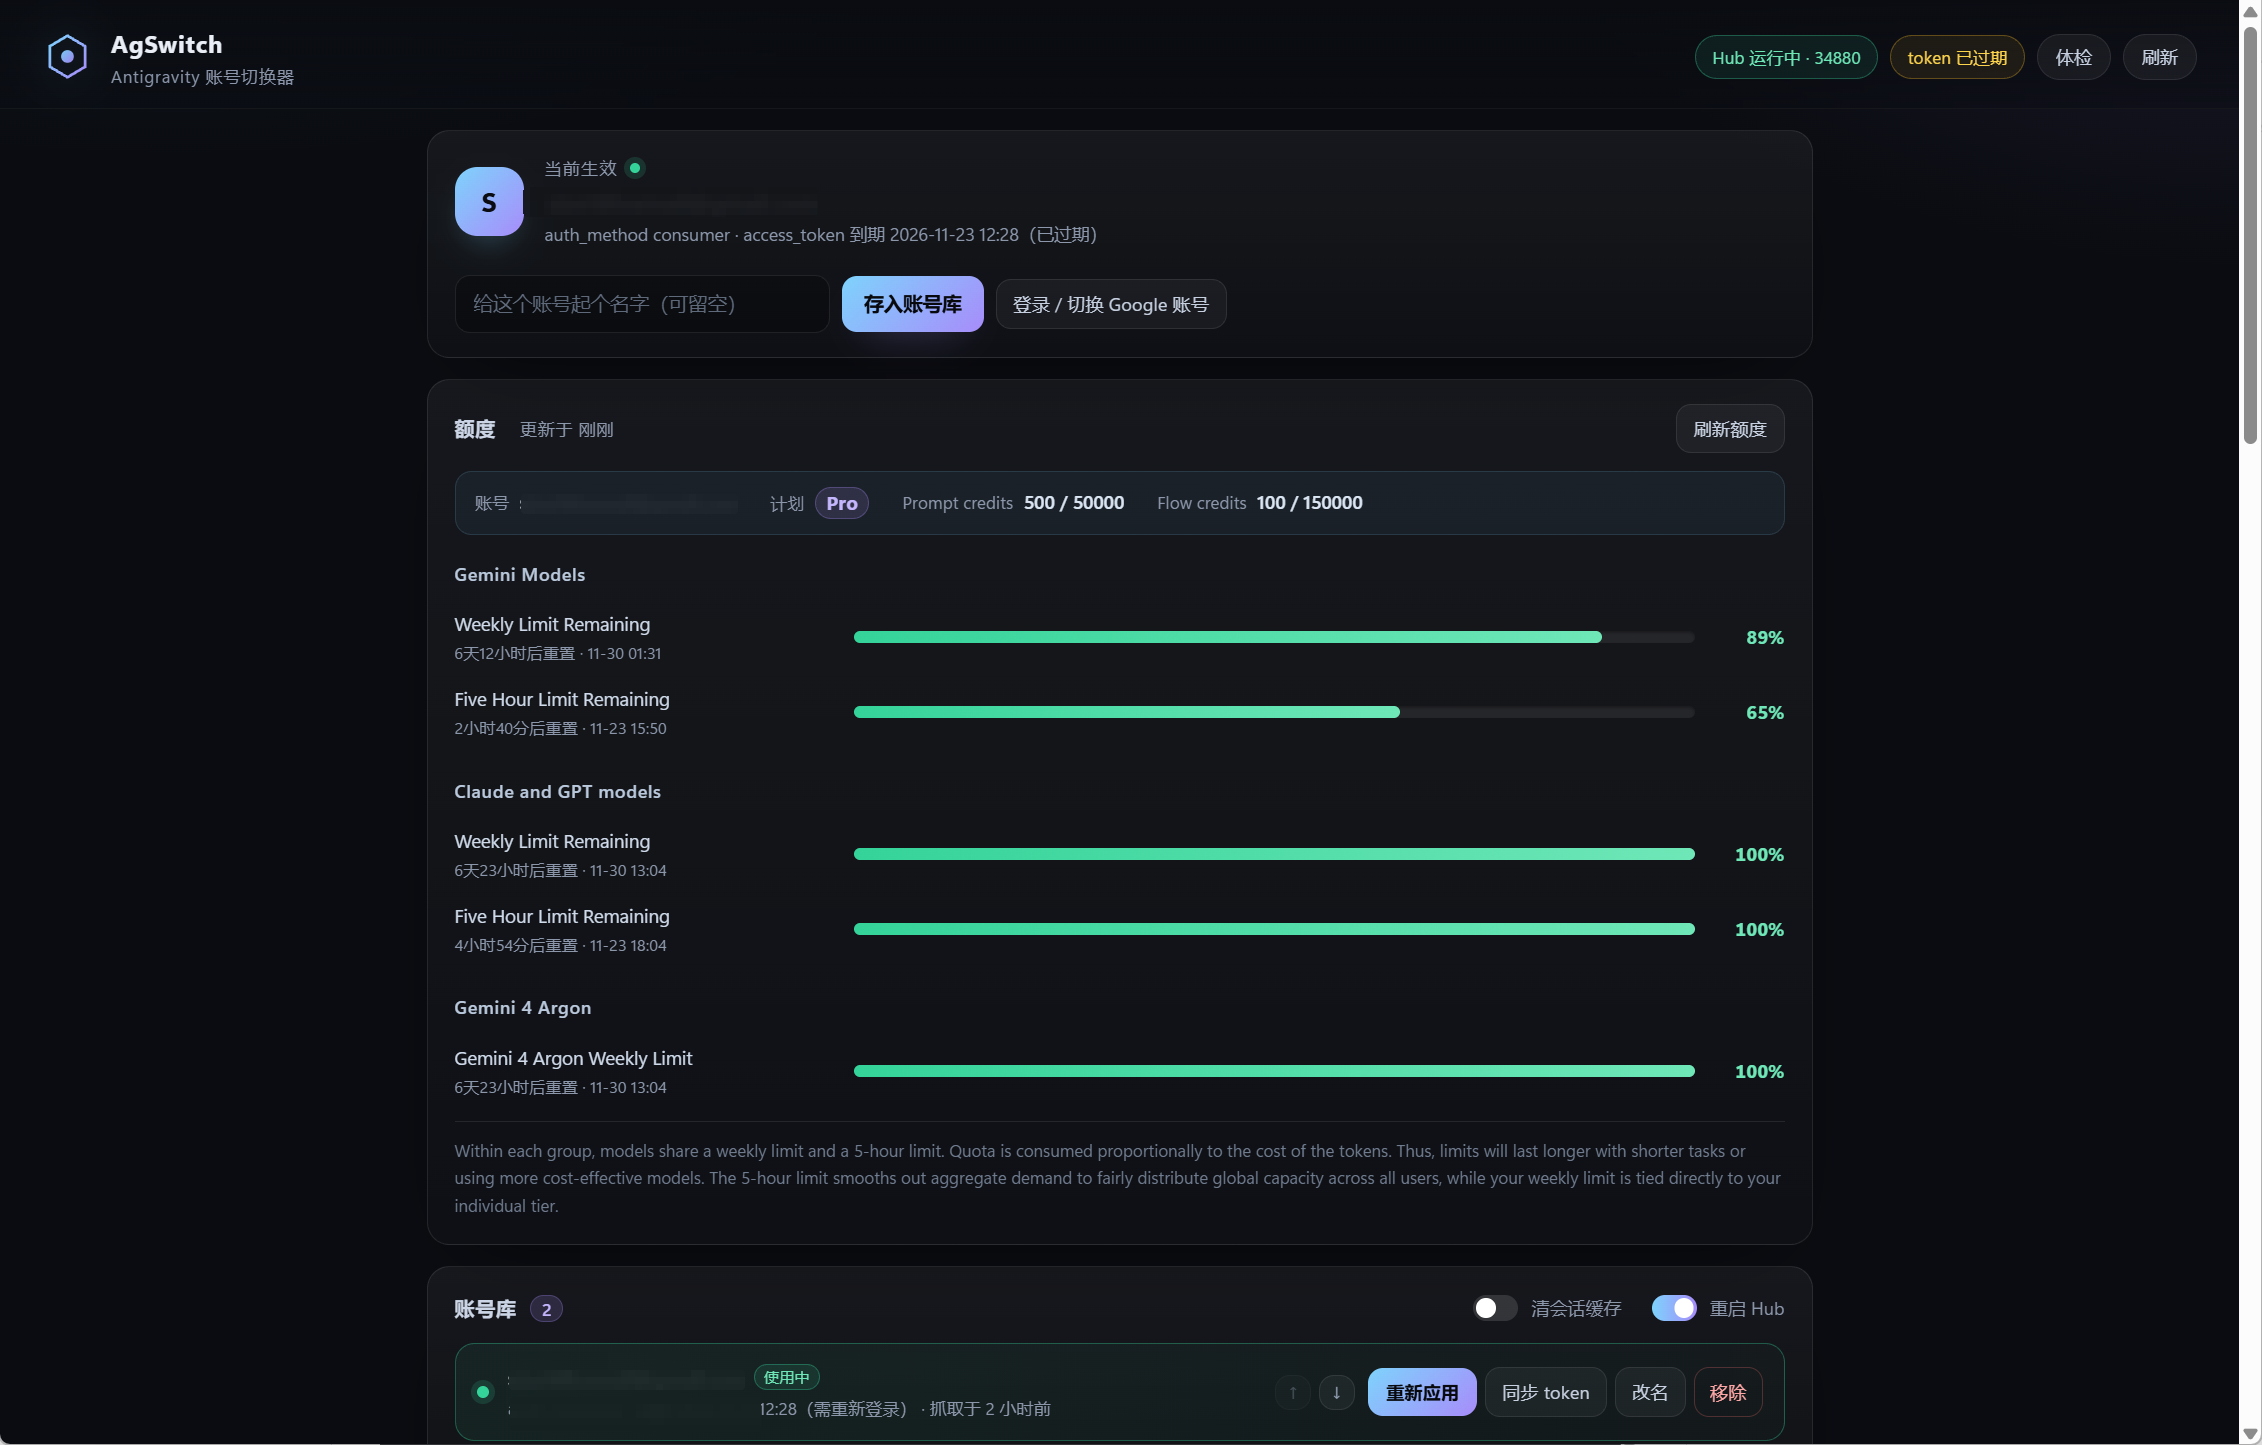 AgSwitch
Antigravity 账号切换器
Hub 运行中 · 34880
token 已过期
体检
刷新
S
当前生效
auth_method consumer · access_token 到期 2026-11-23 12:28（已过期）
给这个账号起个名字（可留空）
存入账号库
登录 / 切换 Google 账号
额度 更新于 刚刚
刷新额度
账号
计划 Pro Prompt credits 500 / 50000 Flow credits 100 / 150000
Gemini Models
Weekly Limit Remaining
6天12小时后重置 · 11-30 01:31
89%
Five Hour Limit Remaining
2小时40分后重置 · 11-23 15:50
65%
Claude and GPT models
Weekly Limit Remaining
6天23小时后重置 · 11-30 13:04
100%
Five Hour Limit Remaining
4小时54分后重置 · 11-23 18:04
100%
Gemini 4 Argon
Gemini 4 Argon Weekly Limit
6天23小时后重置 · 11-30 13:04
100%
Within each group, models share a weekly limit and a 5-hour limit. Quota is consumed proportionally to the cost of the tokens. Thus, limits will last longer with shorter tasks or
using more cost-effective models. The 5-hour limit smooths out aggregate demand to fairly distribute global capacity across all users, while your weekly limit is tied directly to your
individual tier.
账号库 2
清会话缓存
重启 Hub
使用中
12:28（需重新登录） · 抓取于 2 小时前
↑
↓
重新应用
同步 token
改名
移除